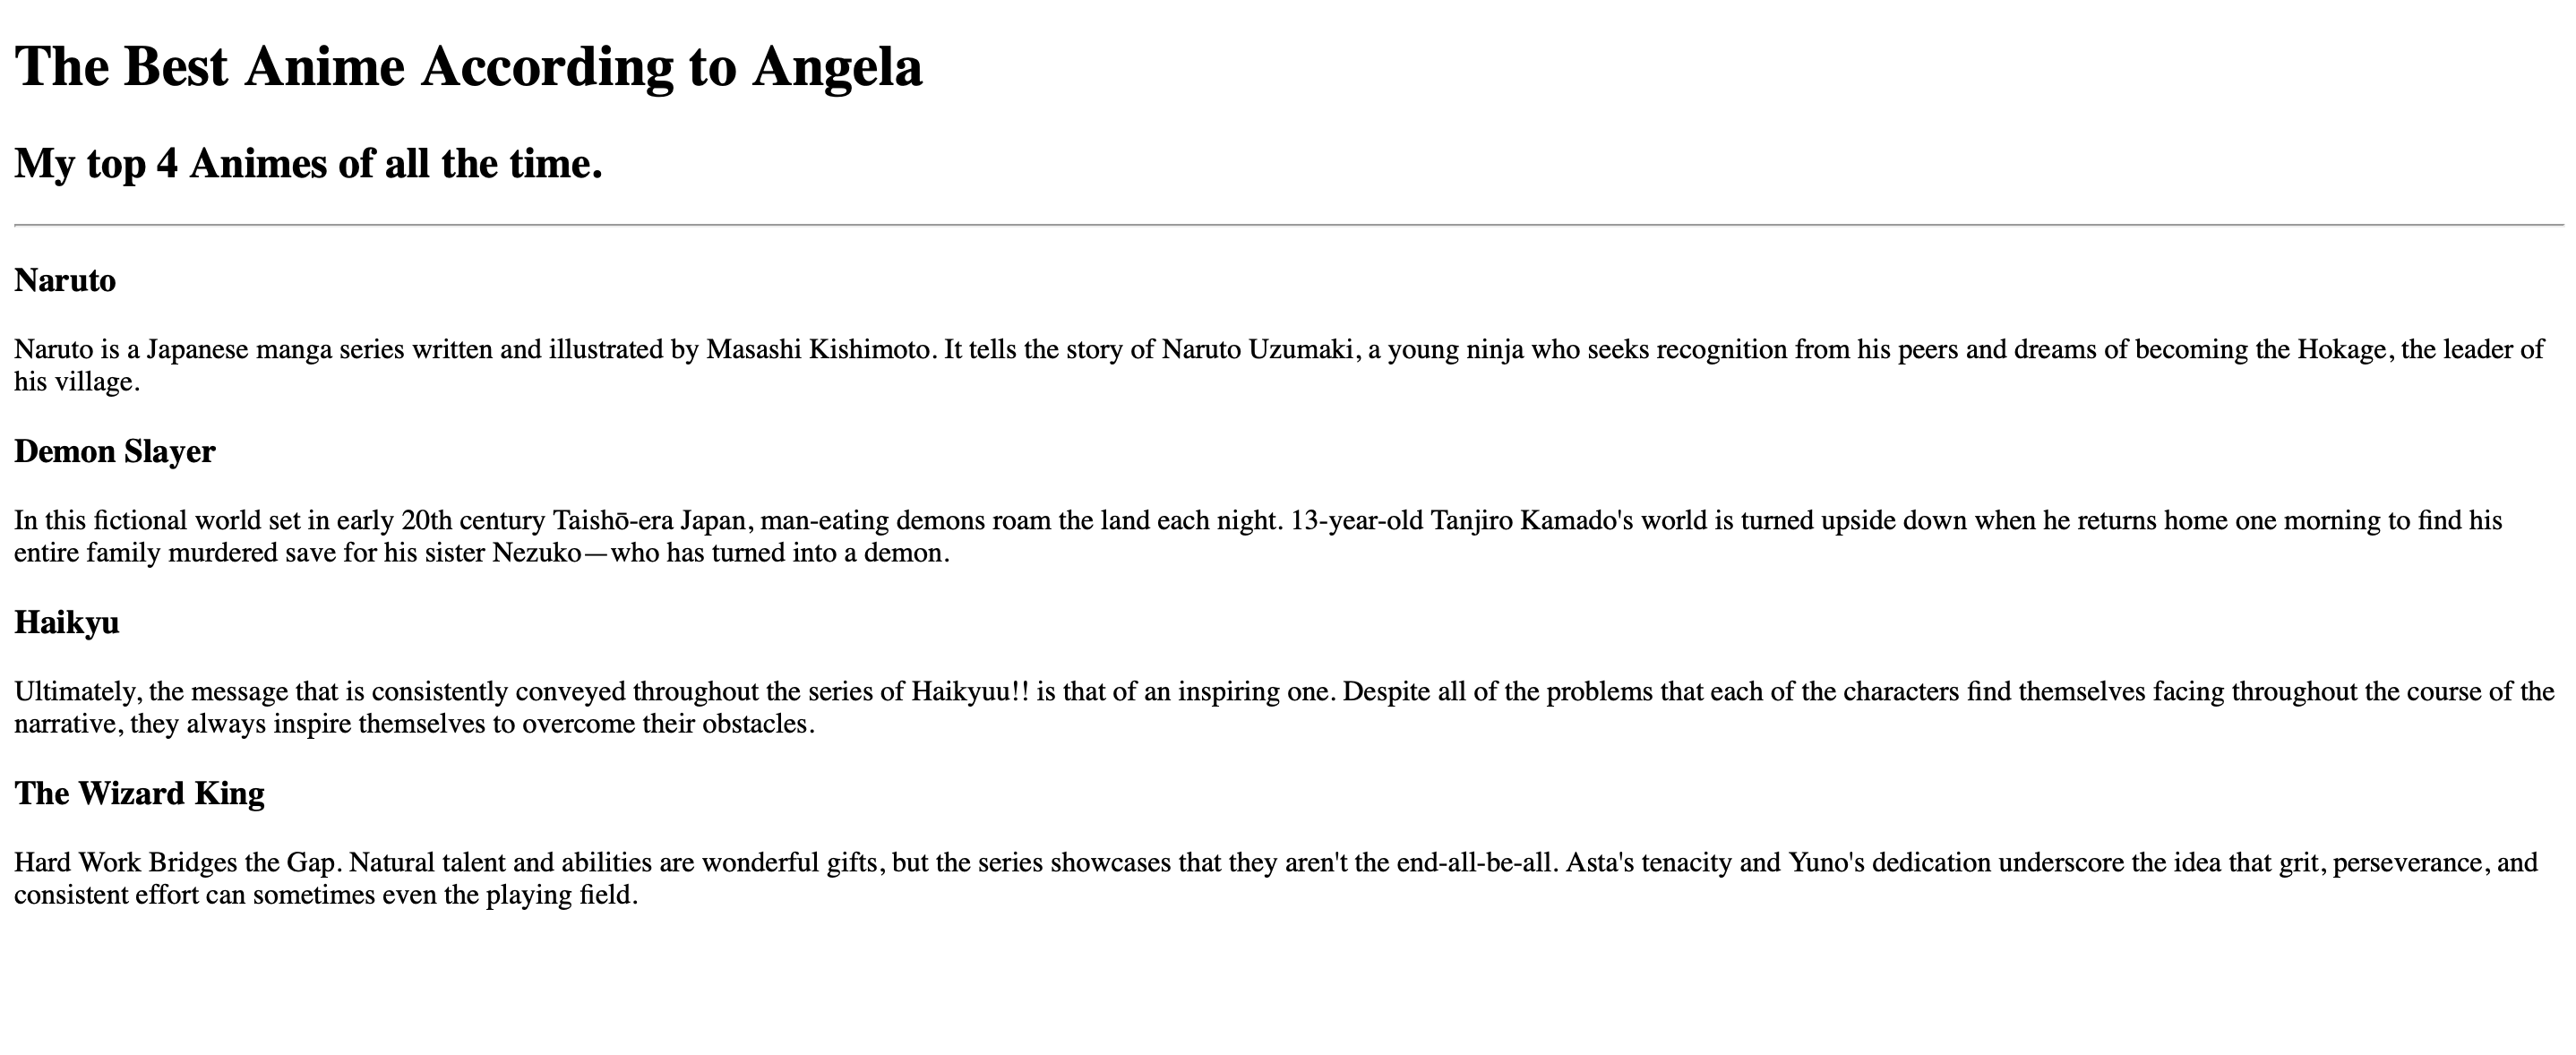 The Best Anime According to Angela
My top 4 Animes of all the time.
Naruto
Naruto is a Japanese manga series written and illustrated by Masashi Kishimoto. It tells the story of Naruto Uzumaki, a young ninja who seeks recognition from his peers and dreams of becoming the Hokage, the leader of
his village.
Demon Slayer
In this fictional world set in early 20th century Taishō-era Japan, man-eating demons roam the land each night. 13-year-old Tanjiro Kamado's world is turned upside down when he returns home one morning to find his
entire family murdered save for his sister Nezuko—who has turned into a demon.
Haikyu
Ultimately, the message that is consistently conveyed throughout the series of Haikyuu!! is that of an inspiring one. Despite all of the problems that each of the characters find themselves facing throughout the course of the
narrative, they always inspire themselves to overcome their obstacles.
The Wizard King
Hard Work Bridges the Gap. Natural talent and abilities are wonderful gifts, but the series showcases that they aren't the end-all-be-all. Asta's tenacity and Yuno's dedication underscore the idea that grit, perseverance, and
consistent effort can sometimes even the playing field.